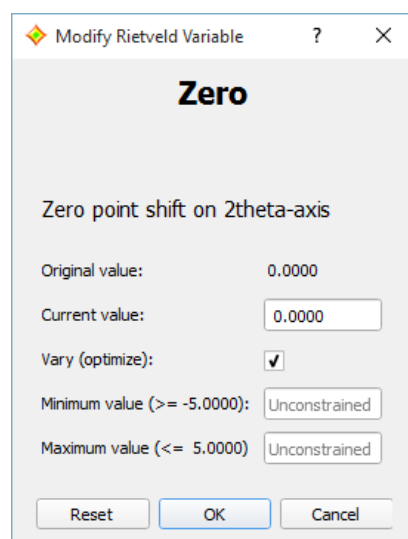 Modify Rietveld Variable ?
Zero
Zero point shift on 2theta-axis
Original value: 0.0000
Current value: 0.0000
Vary (optimize):
Minimum value (>= -5.0000): Unconstrained
Maximum value (<= 5.0000) Unconstrained
Reset OK Cancel